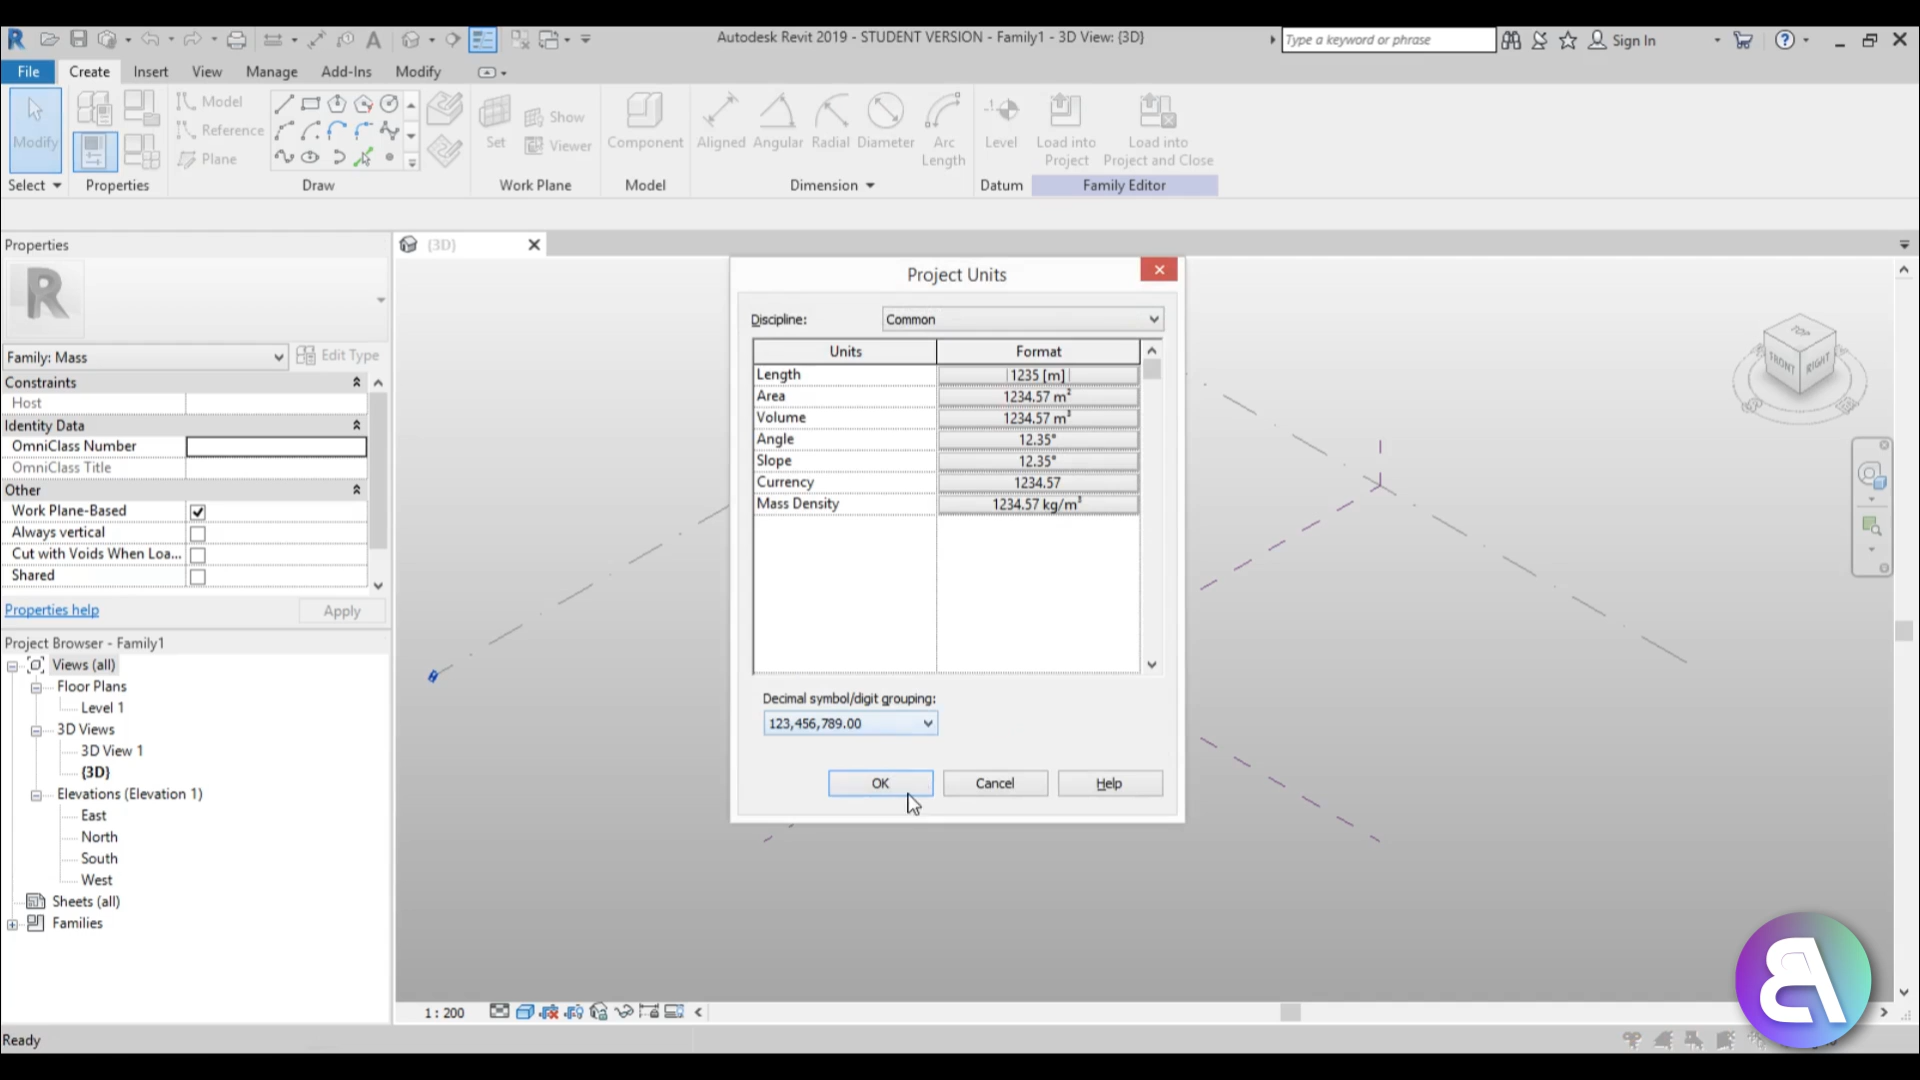 Autodesk Revit 2019 - STUDENT VERSION - Family1 - 3D View: {3D}
Type a keyword or phrase
Sign In
File Create Insert View Manage Add-Ins Modify
Modify
Model
Reference
Plane
Set
Show
Viewer
Component
Aligned Angular Radial Diameter Arc Length
Level
Load into Project
Load into Project and Close
Select Properties Draw Work Plane Model Dimension Datum Family Editor
Properties
{3D}
R
Family: Mass
Edit Type
Constraints
Host
Identity Data
OmniClass Number
OmniClass Title
Other
Work Plane-Based
Always vertical
Cut with Voids When Loa...
Shared
Properties help
Apply
Project Browser - Family1
Views (all)
Floor Plans
Level 1
3D Views
3D View 1
{3D}
Elevations (Elevation 1)
East
North
South
West
Sheets (all)
Families
Project Units
Discipline: Common
Units Format
Length 1235 [m]
Area 1234.57 m²
Volume 1234.57 m³
Angle 12.35°
Slope 12.35°
Currency 1234.57
Mass Density 1234.57 kg/m³
Decimal symbol/digit grouping:
123,456,789.00
OK Cancel Help
TOP
FRONT RIGHT
1 : 200
Ready